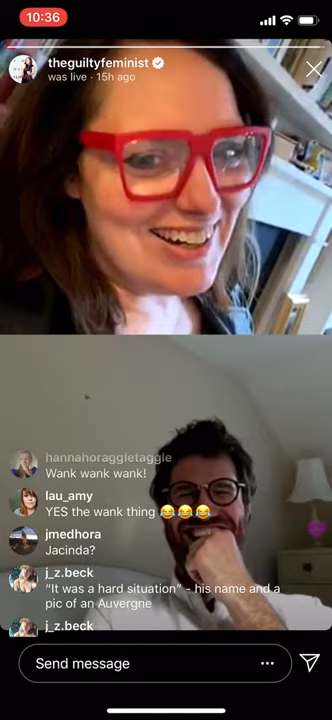 10:36
theguiltyfeminist
was live · 15h ago
hannahoraggletaggle
Wank wank wank!
lau_amy
YES the wank thing 😂😂😂
jmedhora
Jacinda?
j_z.beck
“It was a hard situation” - his name and a
pic of an Auvergne
j_z.beck
Send message